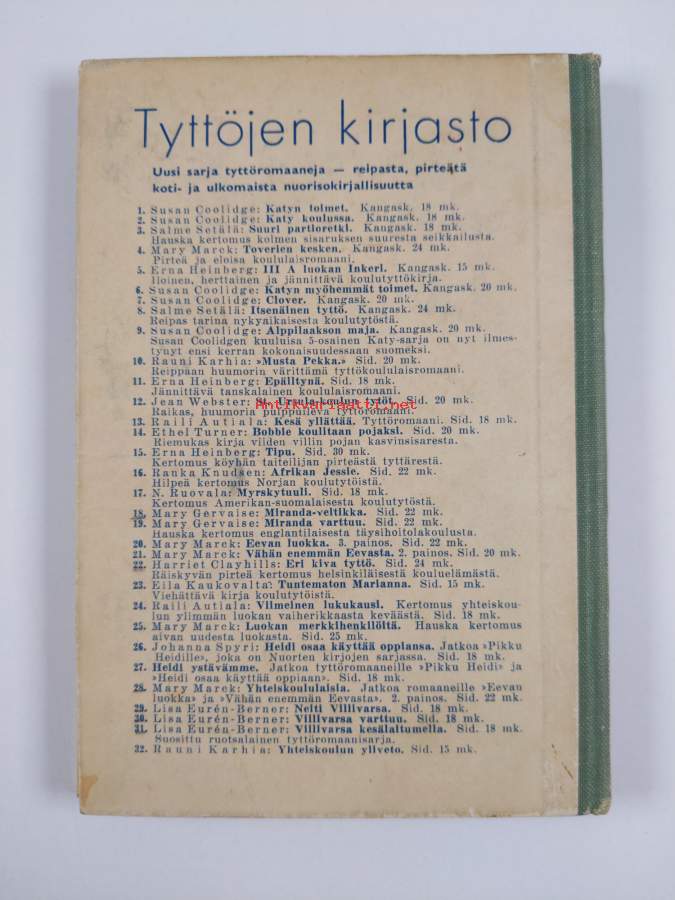 Tyttöjen kirjasto
Uusi sarja tyttöromaaneja — reipasta, pirteätä
koti- ja ulkomaista nuorisokirjallisuutta
1. Susan Coolidge: Katyn toimet. Kangask. 18 mk.
2. Susan Coolidge: Katy koulussa. Kangask. 18 mk.
3. Salme Setälä: Suuri partioretki. Kangask. 18 mk.
Hauska kertomus kolmen sisaruksen suuresta seikkailusta.
4. Mary Marck: Toverien kesken. Kangask. 24 mk.
Pirteä ja eloisa koululaisromaani.
5. Erna Heinberg: III A luokan Inkeri. Kangask. 15 mk.
Iloinen, herttainen ja jännittävä koulutyttökirja.
6. Susan Coolidge: Katyn myöhemmät toimet. Kangask. 20 mk.
7. Susan Coolidge: Clover. Kangask. 20 mk.
8. Salme Setälä: Itsenäinen tyttö. Kangask. 24 mk.
Reipas tarina nykyaikaisesta koulutytöstä.
9. Susan Coolidge: Alppilaakson maja. Kangask. 20 mk.
Susan Coolidgen kuuluisa 5-osainen Katy-sarja on nyt ilmes-
tynyt ensi kerran kokonaisuudessaan suomeksi.
10. Rauni Karhia: »Musta Pekka.» Sid. 20 mk.
Reippaan huumorin värittämä tyttökoululaisromaani.
11. Erna Heinberg: Epäiltynä. Sid. 18 mk.
Jännittävä tanskalainen koululaisromaani.
12. Jean Webster: St. Ursula-koulun tytöt. Sid. 20 mk.
Antikvariaatti.net
Raikas, huumoria pulppuileva tyttöromaani.
13. Raili Autiala: Kesä yllättää. Tyttöromaani. Sid. 18 mk.
14. Ethel Turner: Bobbie koulitaan pojaksi. Sid. 20 mk.
Riemukas kirja viiden villin pojan kasvinsisaresta.
15. Erna Heinberg: Tipu. Sid. 30 mk.
Kertomus köyhän taiteilijan pirteästä tyttärestä.
16. Ranka Knudsen: Afrikan Jessie. Sid. 22 mk.
Hilpeä kertomus Norjan koulutytöistä.
17. N. Ruovala: Myrskytuuli. Sid. 18 mk.
Kertomus Amerikan-suomalaisesta koulutytöstä.
18. Mary Gervaise: Miranda-veitikka. Sid. 22 mk.
19. Mary Gervaise: Miranda varttuu. Sid. 22 mk.
Hauska kertomus englantilaisesta täysihoitolakoulusta.
20. Mary Marck: Eevan luokka. 3. painos. Sid. 22 mk.
21. Mary Marck: Vähän enemmän Eevasta. 2. painos. Sid. 20 mk.
22. Harriet Clayhills: Eri kiva tyttö. Sid. 24 mk.
Räiskyvän pirteä kertomus helsinkiläisestä kouluelämästä.
23. Eila Kaukovalta: Tuntematon Marianna. Sid. 15 mk.
Viehättävä kirja koulutytöistä.
24. Raili Autiala: Viimeinen lukukausi. Kertomus yhteiskou-
lun ylimmän luokan vaiherikkaasta keväästä. Sid. 18 mk.
25. Mary Marck: Luokan merkkihenkilöitä. Hauska kertomus
aivan uudesta luokasta. Sid. 25 mk.
26. Johanna Spyri: Heidi osaa käyttää oppiansa. Jatkoa »Pikku
Heidille», joka on Nuorten kirjojen sarjassa. Sid. 18 mk.
27. Heidi ystävämme. Jatkoa tyttöromaaneille »Pikku Heidi» ja
»Heidi osaa käyttää oppiaan». Sid. 18 mk.
28. Mary Marck: Yhteiskoululaisia. Jatkoa romaaneille »Eevan
luokka» ja »Vähän enemmän Eevasta». 2. painos. Sid. 22 mk.
29. Lisa Eurén-Berner: Neiti Villivarsa. Sid. 18 mk.
30. Lisa Eurén-Berner: Villivarsa varttuu. Sid. 18 mk.
31. Lisa Eurén-Berner: Villivarsa kesälaitumella. Sid. 18 mk.
Suosittu ruotsalainen tyttöromaanisarja.
32. Rauni Karhia: Yhteiskoulun yliveto. Sid. 15 mk.